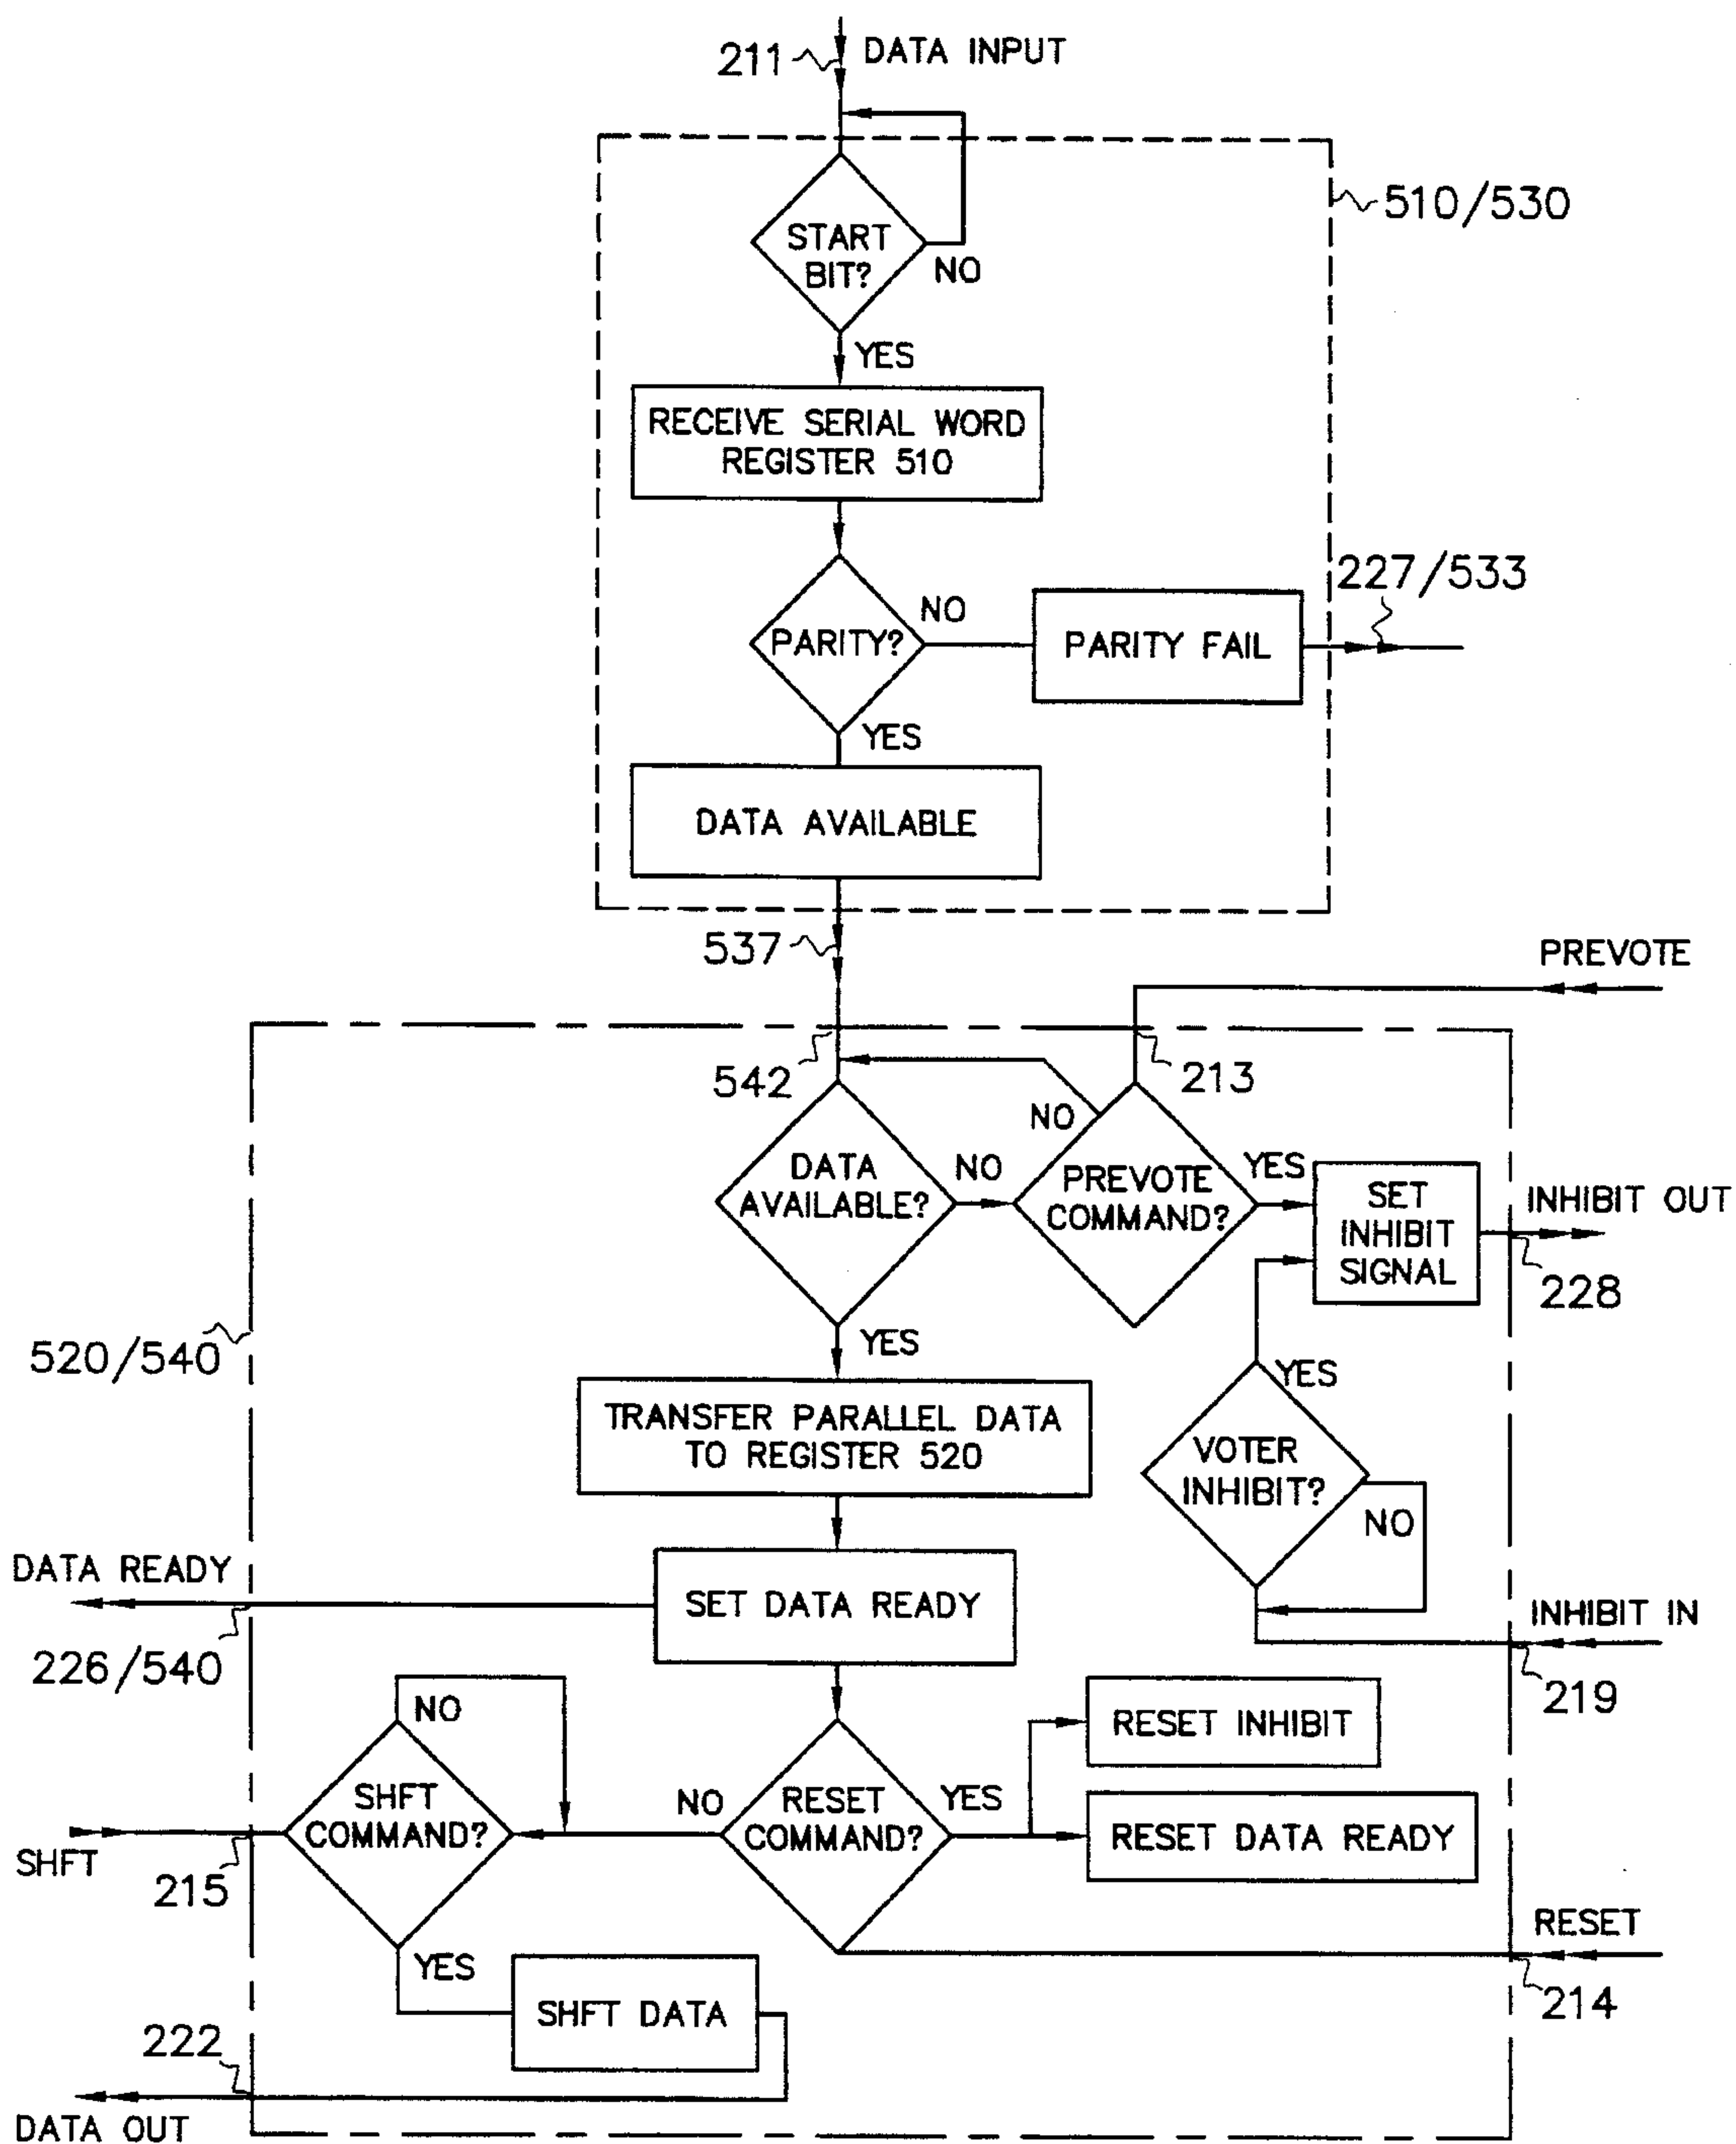 211
DATA INPUT
510/530
START
BIT?
NO
YES
RECEIVE SERIAL WORD
REGISTER 510
227/533
NO
PARITY?
PARITY FAIL
YES
DATA AVAILABLE
537
PREVOTE
542
213
NO
DATA
AVAILABLE?
NO
PREVOTE
COMMAND?
YES
SET
INHIBIT
SIGNAL
INHIBIT OUT
228
520/540
YES
YES
TRANSFER PARALLEL DATA
TO REGISTER 520
VOTER
INHIBIT?
NO
DATA READY
SET DATA READY
INHIBIT IN
226/540
219
NO
RESET INHIBIT
SHFT
COMMAND?
NO
RESET
COMMAND?
YES
RESET DATA READY
SHFT
215
RESET
YES
SHFT DATA
214
222
DATA OUT